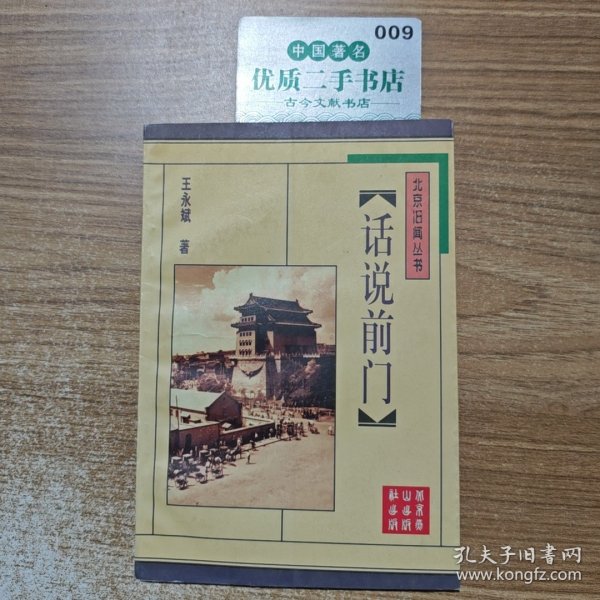 009
中国著名
优质二手书店
古今文献书店
北京旧闻丛书
【话说前门】
王永斌 著
北京燕
山出版
社出版
孔夫子旧书网
www.kongfz.com